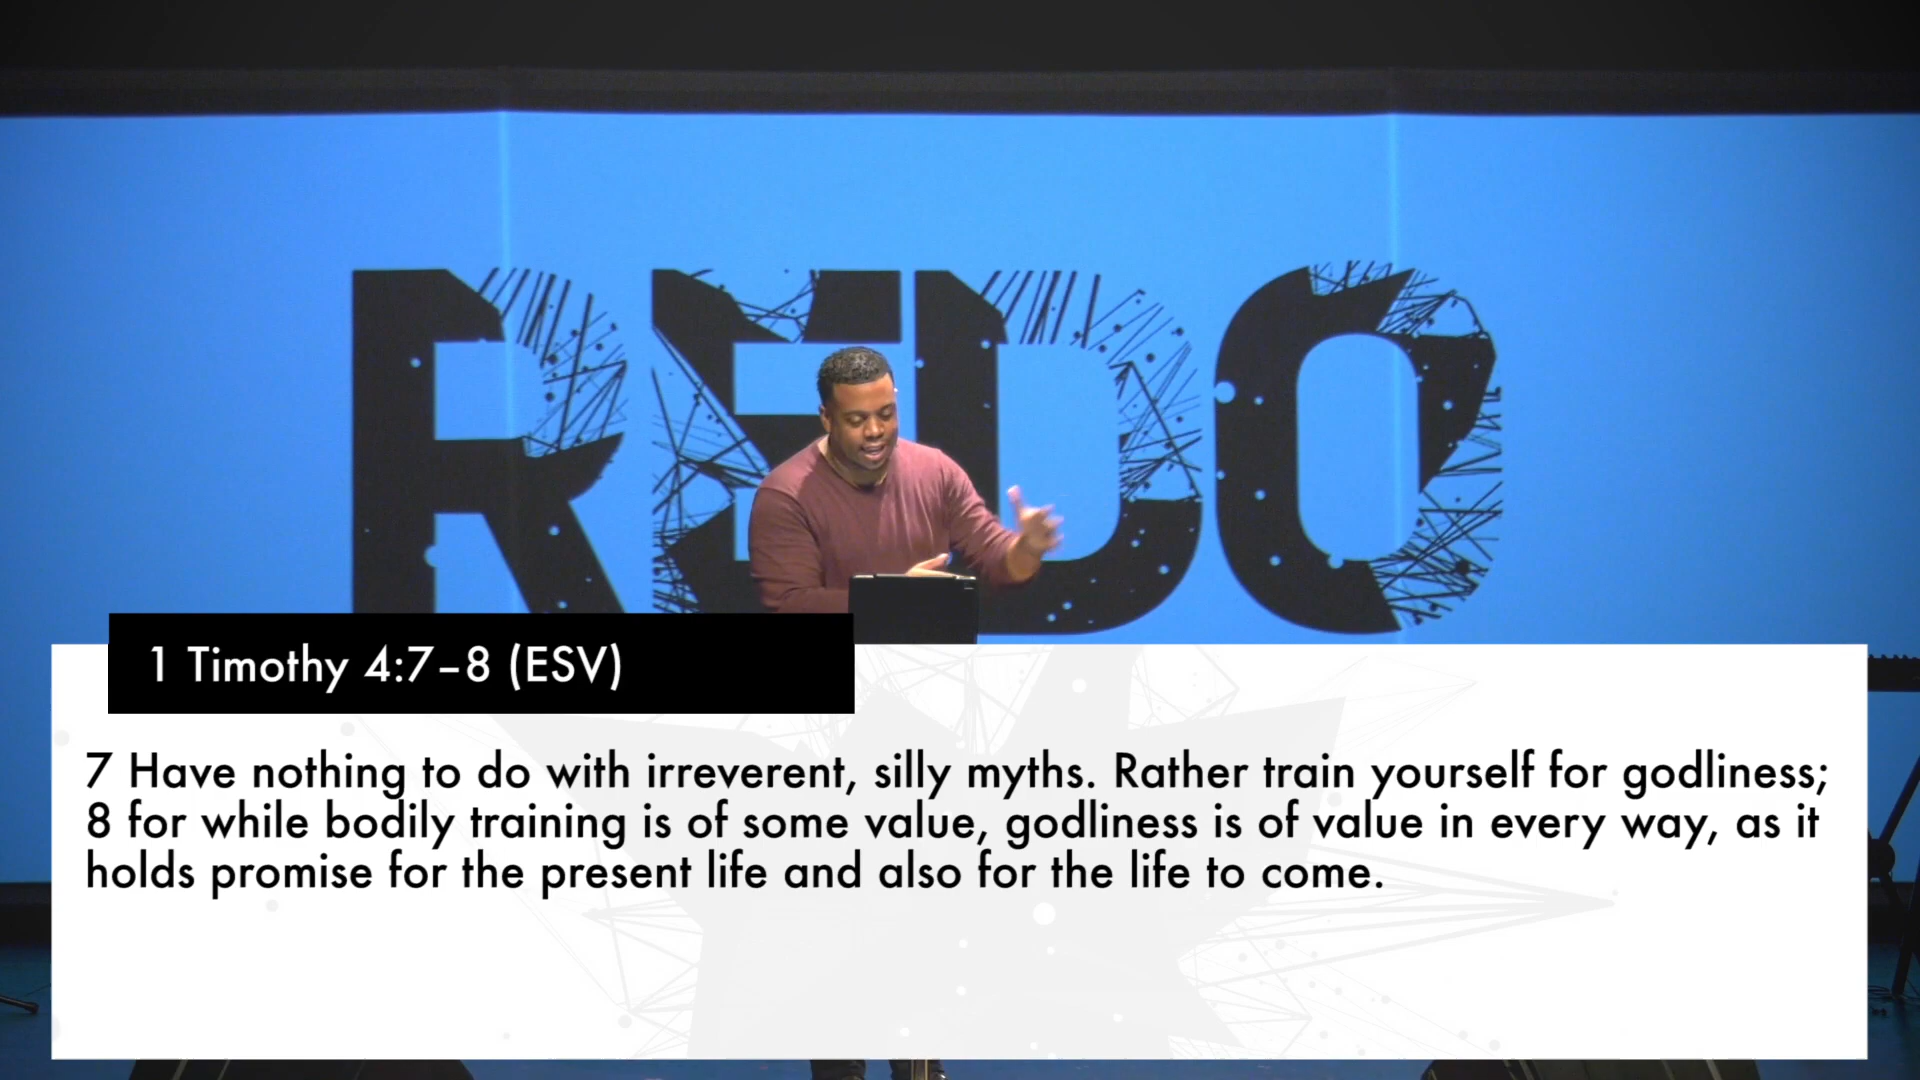 REDO
1 Timothy 4:7–8 (ESV)
7 Have nothing to do with irreverent, silly myths. Rather train yourself for godliness;
8 for while bodily training is of some value, godliness is of value in every way, as it
holds promise for the present life and also for the life to come.